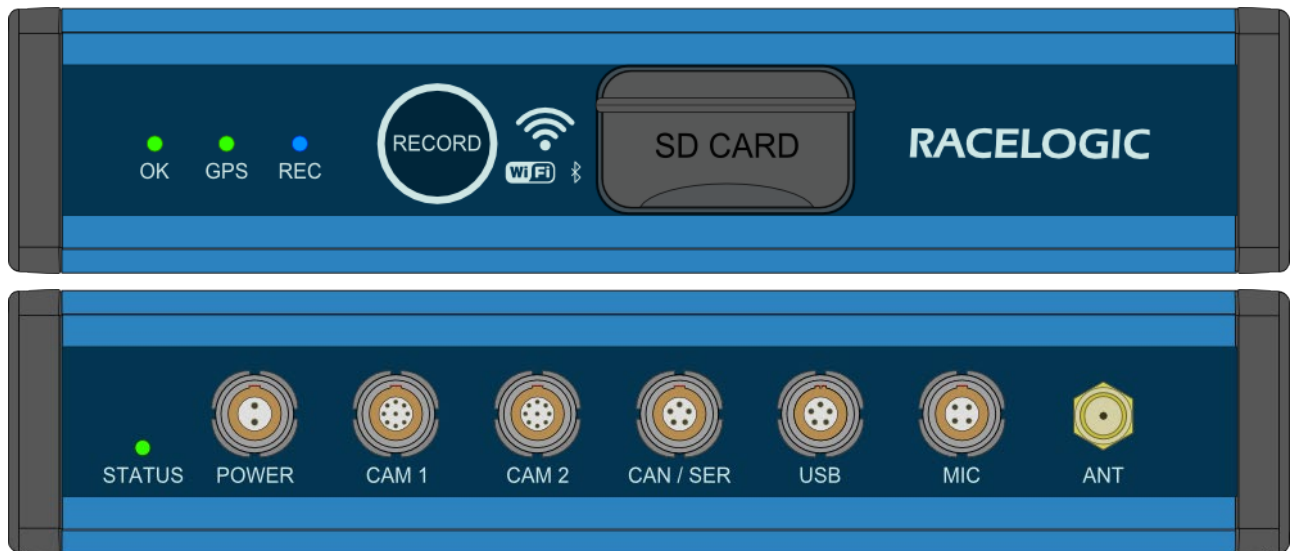 RECORD
SD CARD
RACELOGIC
OK GPS REC
WiFi
STATUS POWER CAM 1 CAM 2 CAN / SER USB MIC ANT